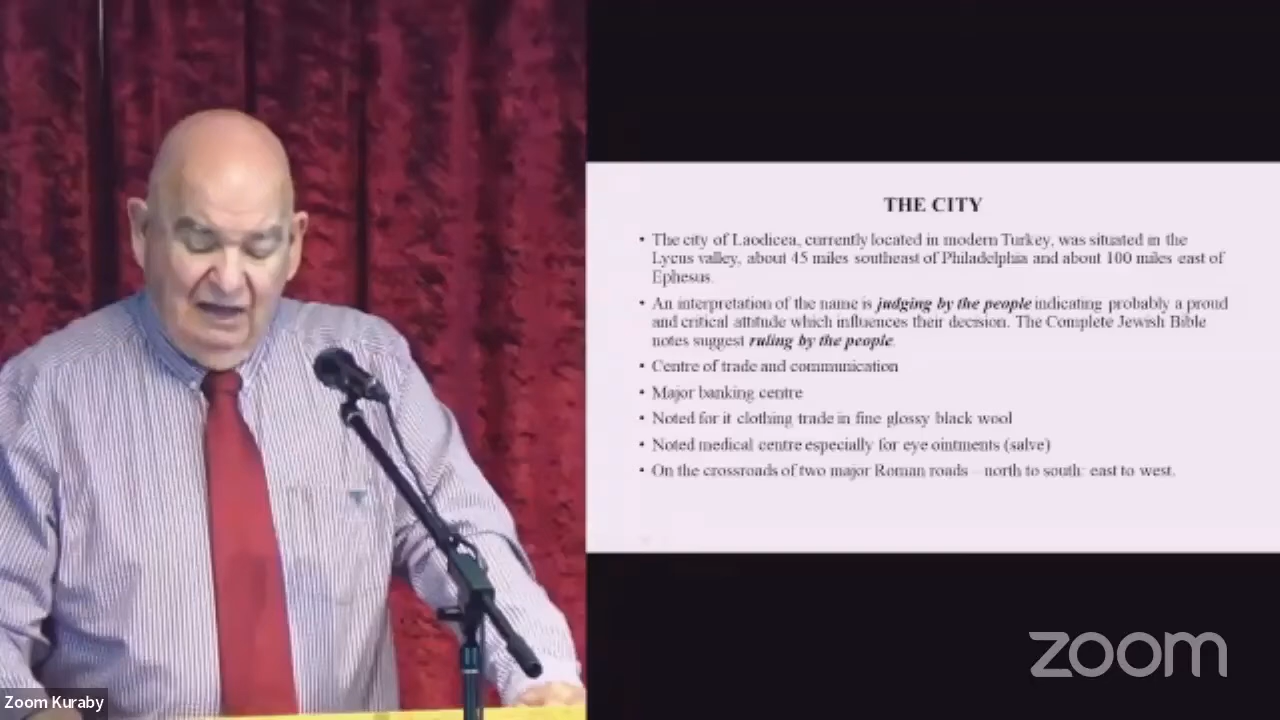 THE CITY
• The city of Laodicea, currently located in modern Turkey, was situated in the
Lycus valley, about 45 miles southeast of Philadelphia and about 100 miles east of
Ephesus.
• An interpretation of the name is judging by the people indicating probably a proud
and critical attitude which influences their decision. The Complete Jewish Bible
notes suggest ruling by the people.
• Centre of trade and communication
• Major banking centre
• Noted for it clothing trade in fine glossy black wool
• Noted medical centre especially for eye ointments (salve)
• On the crossroads of two major Roman roads – north to south: east to west.
zoom
Zoom Kuraby